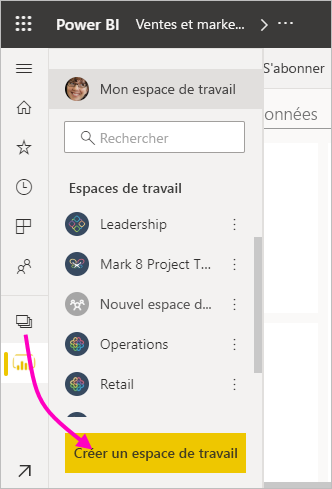 Power BI Ventes et marke...
S'abonner
Mon espace de travail
onnées
Rechercher
Espaces de travail
Leadership
Mark 8 Project T...
Nouvel espace d...
Operations
Retail
Créer un espace de travail